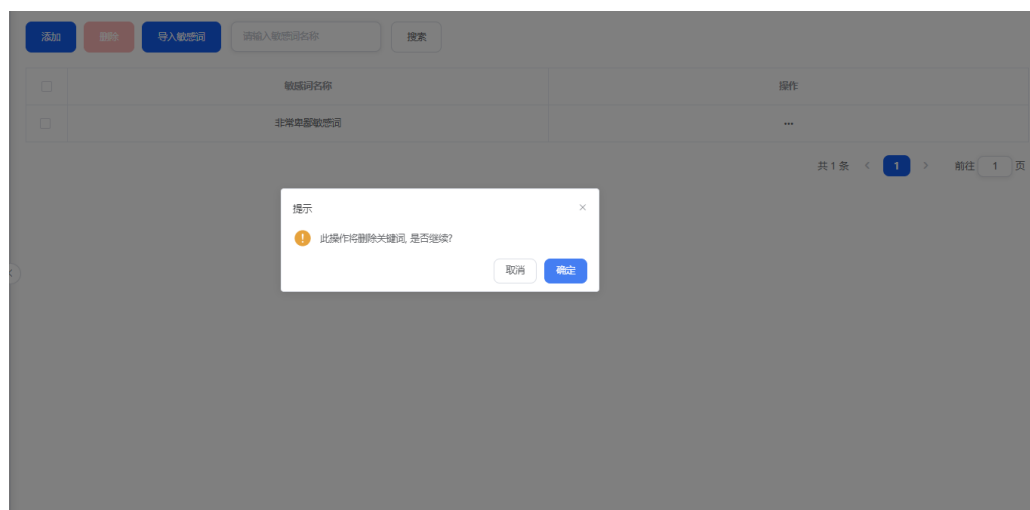 添加 删除 导入敏感词 请输入敏感词名称 搜索
敏感词名称 操作
非常卑鄙敏感词 ...
共 1 条 < 1 > 前往 1 页
提示 ×
! 此操作将删除关键词, 是否继续?
取消 确定